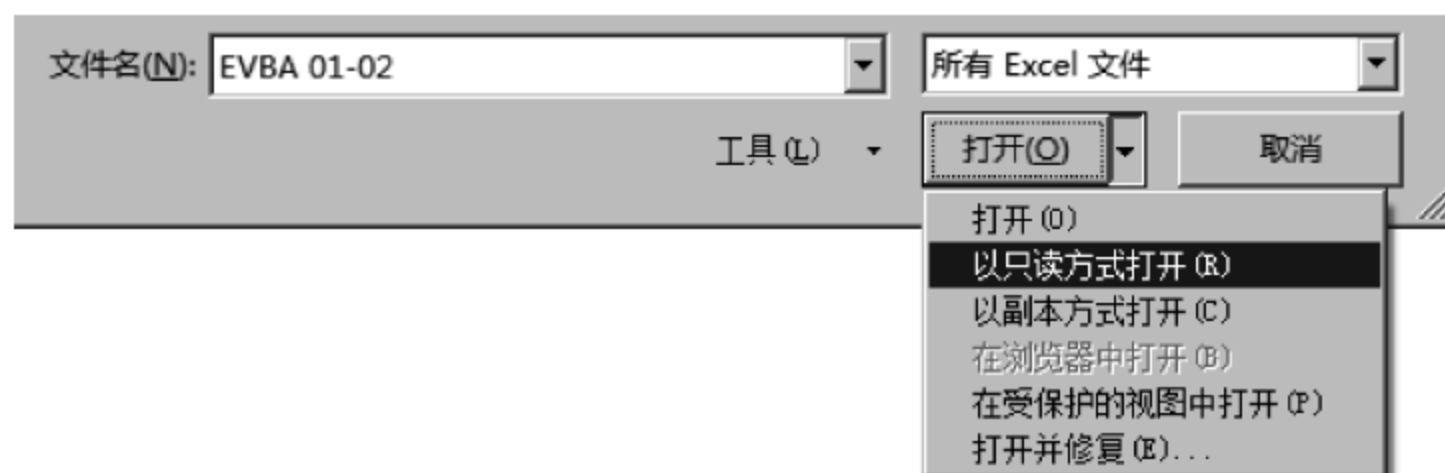 文件名(N): EVBA 01-02 所有 Excel 文件
工具(L) 打开(O) 取消
打开(O)
以只读方式打开(R)
以副本方式打开(C)
在浏览器中打开(B)
在受保护的视图中打开(P)
打开并修复(E)...